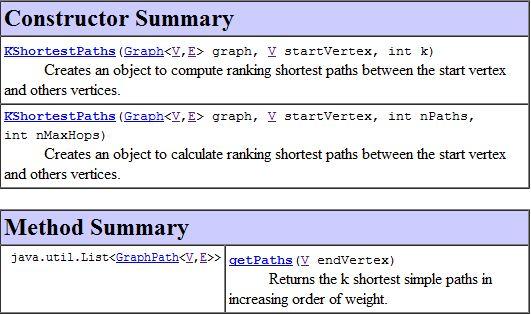 Constructor Summary
KShortestPaths(Graph<V,E> graph, V startVertex, int k)
Creates an object to compute ranking shortest paths between the start vertex
and others vertices.
KShortestPaths(Graph<V,E> graph, V startVertex, int nPaths,
int nMaxHops)
Creates an object to calculate ranking shortest paths between the start vertex
and others vertices.
Method Summary
java.util.List<GraphPath<V,E>> getPaths(V endVertex)
Returns the k shortest simple paths in
increasing order of weight.